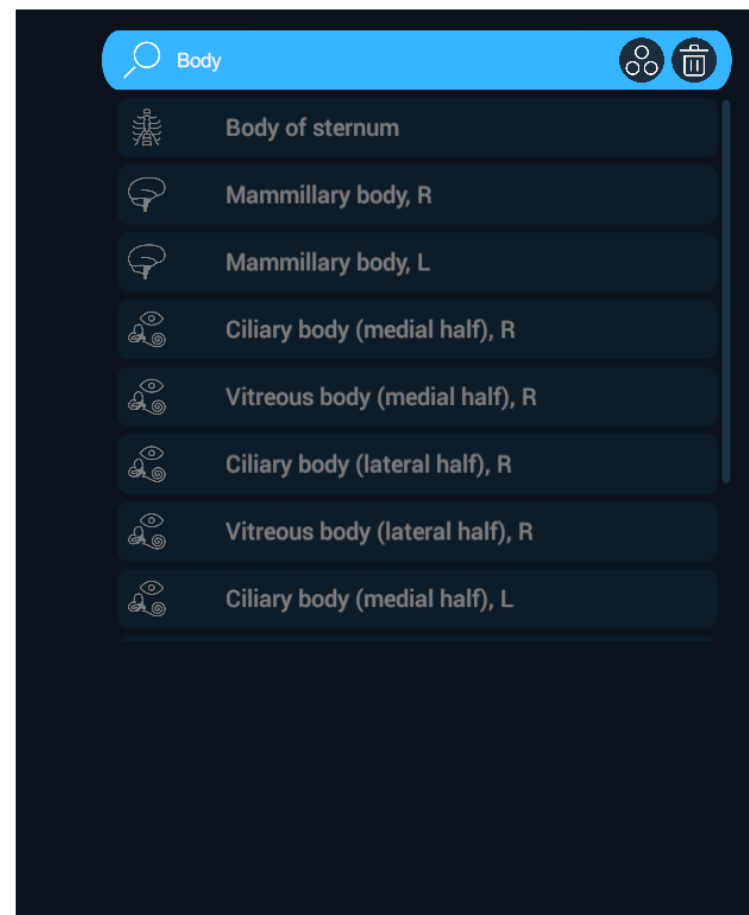 Body
Body of sternum
Mammillary body, R
Mammillary body, L
Ciliary body (medial half), R
Vitreous body (medial half), R
Ciliary body (lateral half), R
Vitreous body (lateral half), R
Ciliary body (medial half), L